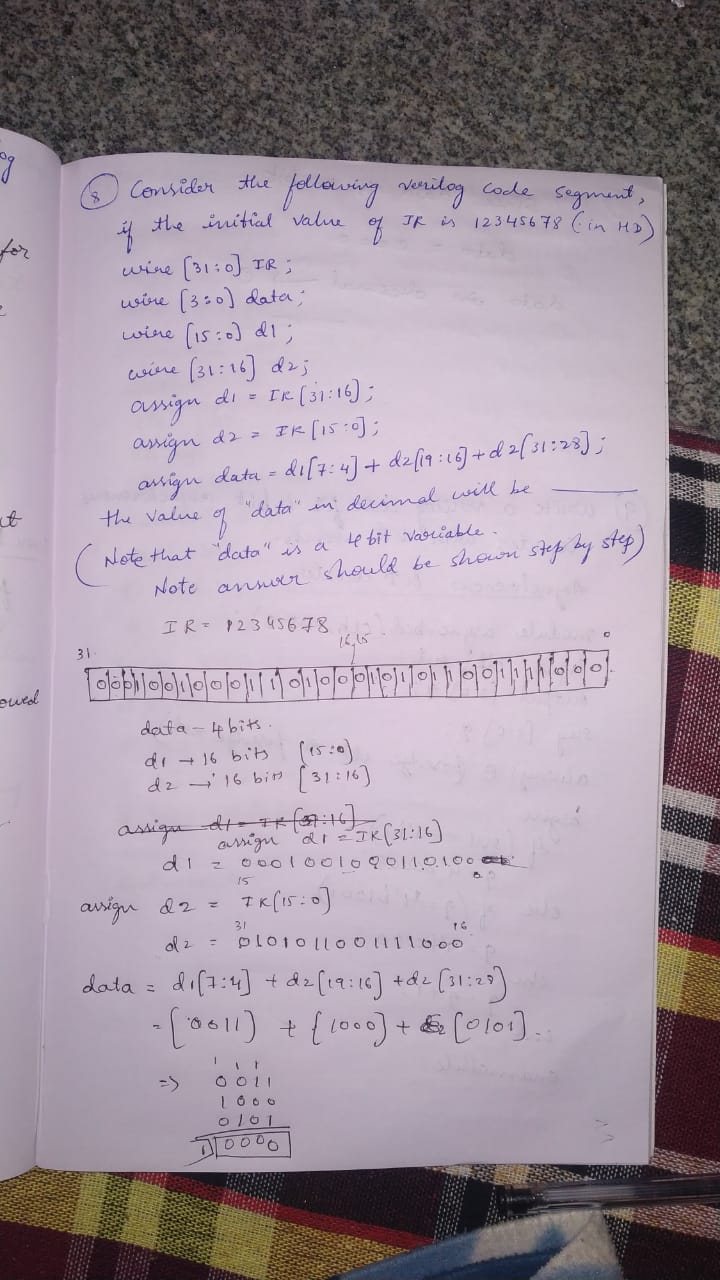 8 Consider the following verilog code segment,
if the initial value of IR is 12345678 (in HD)
wire [31:0] IR ;
wire [3:0) data;
wire [15:0] d1 ;
wire [31:16] d2;
assign d1 = IR [31:16];
assign d2 = IR [15:0];
assign data = d1[7:4] + d2[19:16] + d2[31:28];
the value of "data" in decimal will be
(Note that "data" is a 4 bit variable.
Note answer should be shown step by step)
IR = 12345678
31 16 15 0
0 0 0 1 0 0 1 0 0 0 1 1 0 1 0 0 0 1 0 1 0 1 1 0 0 1 1 1 1 0 0 0
data - 4 bits.
d1 → 16 bits [15:0)
d2 → 16 bits [31:16]
assign d1 = IR [31:16]
assign d1 = IR(31:16]
d1 = 0001001000110100
15 0
assign d2 = IR[15:0]
31 16
d2 = 0101011001111000
data = d1[7:4] + d2[19:16] + d2[31:28)
= [0011) + {1000] + [0101].
1 1 1
=> 0011
1000
0101
1 0000
og
for
ut
owed